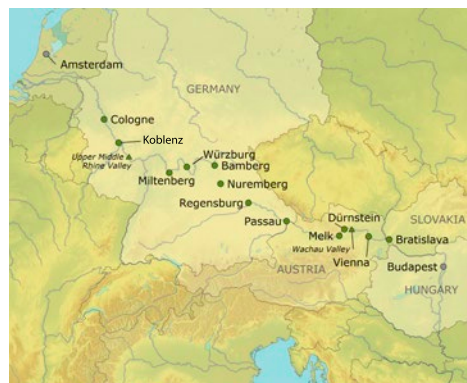 Amsterdam
GERMANY
Cologne
Koblenz
Upper Middle
Rhine Valley
Würzburg
Bamberg
Miltenberg
Nuremberg
Regensburg
Passau
Dürnstein
SLOVAKIA
Melk
Bratislava
Wachau Valley
Vienna
AUSTRIA
Budapest
HUNGARY